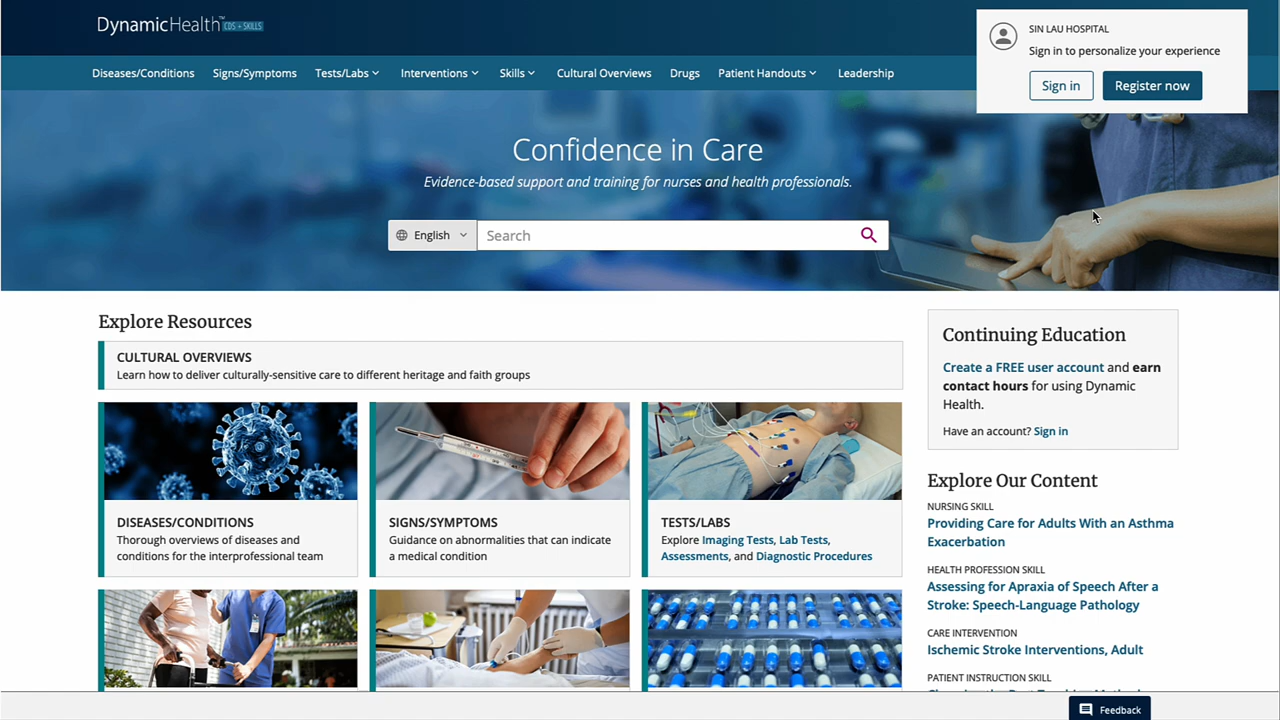 DynamicHealth™ CDS + SKILLS
SIN LAU HOSPITAL
Sign in to personalize your experience
Sign in
Register now
Diseases/Conditions
Signs/Symptoms
Tests/Labs
Interventions
Skills
Cultural Overviews
Drugs
Patient Handouts
Leadership
Confidence in Care
Evidence-based support and training for nurses and health professionals.
English
Search
Explore Resources
CULTURAL OVERVIEWS
Learn how to deliver culturally-sensitive care to different heritage and faith groups
DISEASES/CONDITIONS
Thorough overviews of diseases and
conditions for the interprofessional team
SIGNS/SYMPTOMS
Guidance on abnormalities that can indicate
a medical condition
TESTS/LABS
Explore Imaging Tests, Lab Tests,
Assessments, and Diagnostic Procedures
Continuing Education
Create a FREE user account and earn
contact hours for using Dynamic
Health.
Have an account? Sign in
Explore Our Content
NURSING SKILL
Providing Care for Adults With an Asthma
Exacerbation
HEALTH PROFESSION SKILL
Assessing for Apraxia of Speech After a
Stroke: Speech-Language Pathology
CARE INTERVENTION
Ischemic Stroke Interventions, Adult
PATIENT INSTRUCTION SKILL
Feedback